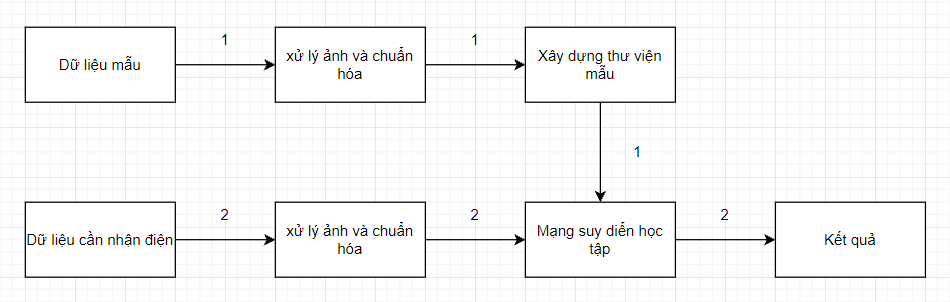 1
1
Dữ liệu mẫu
xử lý ảnh và chuẩn
hóa
Xây dựng thư viện
mẫu
1
2
2
2
Dữ liệu cần nhận điện
xử lý ảnh và chuẩn
hóa
Mạng suy diễn học
tập
Kết quả